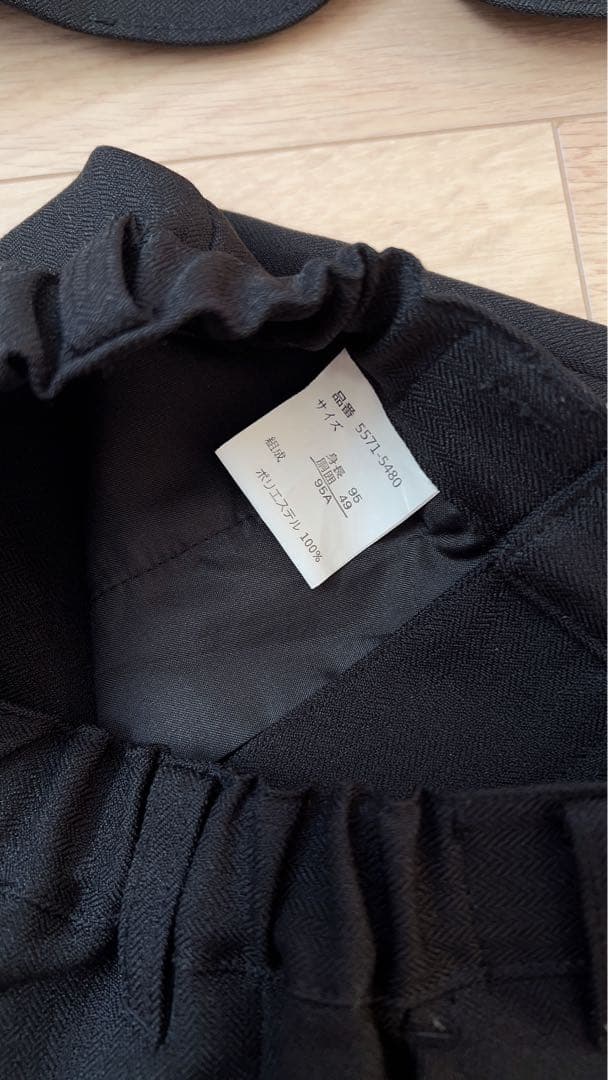 品番 5571-5480
サイズ
身長 95
胴囲 49
95A
組成
ポリエステル 100%